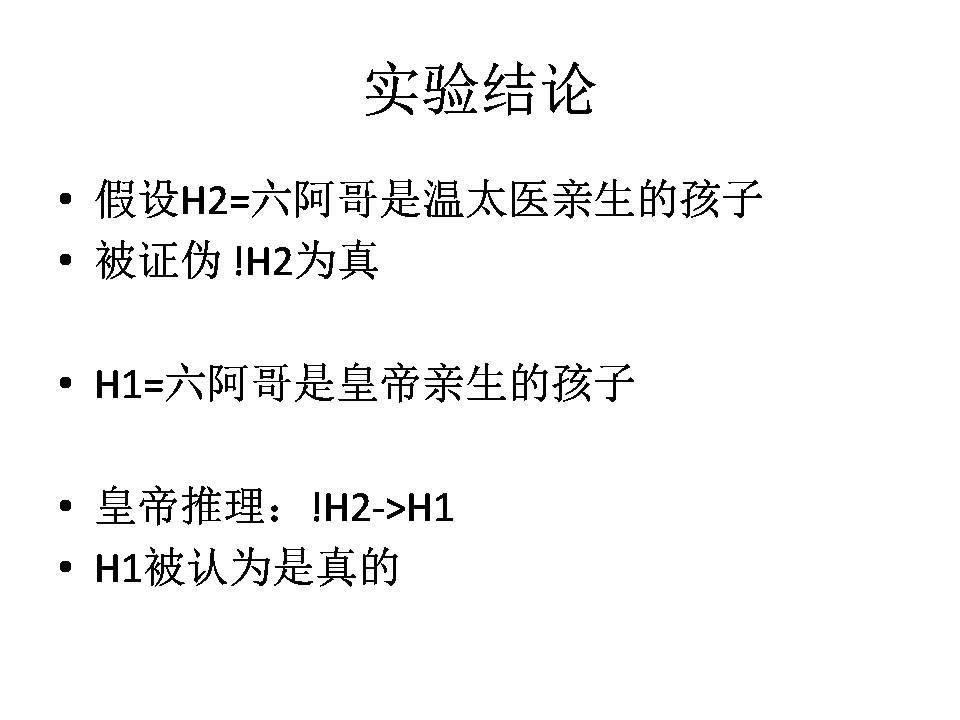 实验结论
• 假设H2=六阿哥是温太医亲生的孩子
• 被证伪 !H2为真
• H1=六阿哥是皇帝亲生的孩子
• 皇帝推理：!H2->H1
• H1被认为是真的